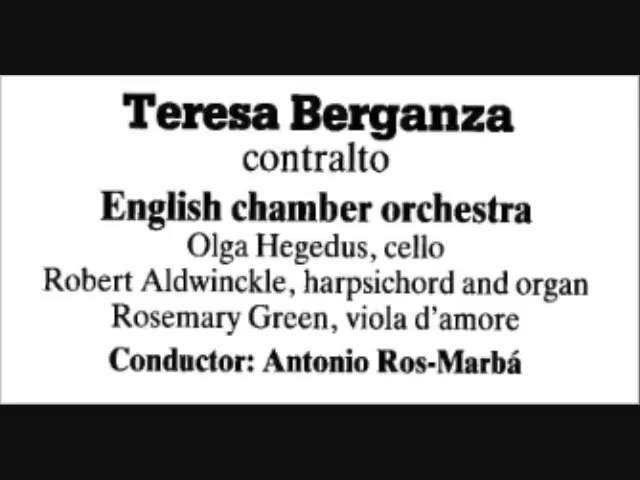 Teresa Berganza
contralto
English chamber orchestra
Olga Hegedus, cello
Robert Aldwinckle, harpsichord and organ
Rosemary Green, viola d'amore
Conductor: Antonio Ros-Marbá